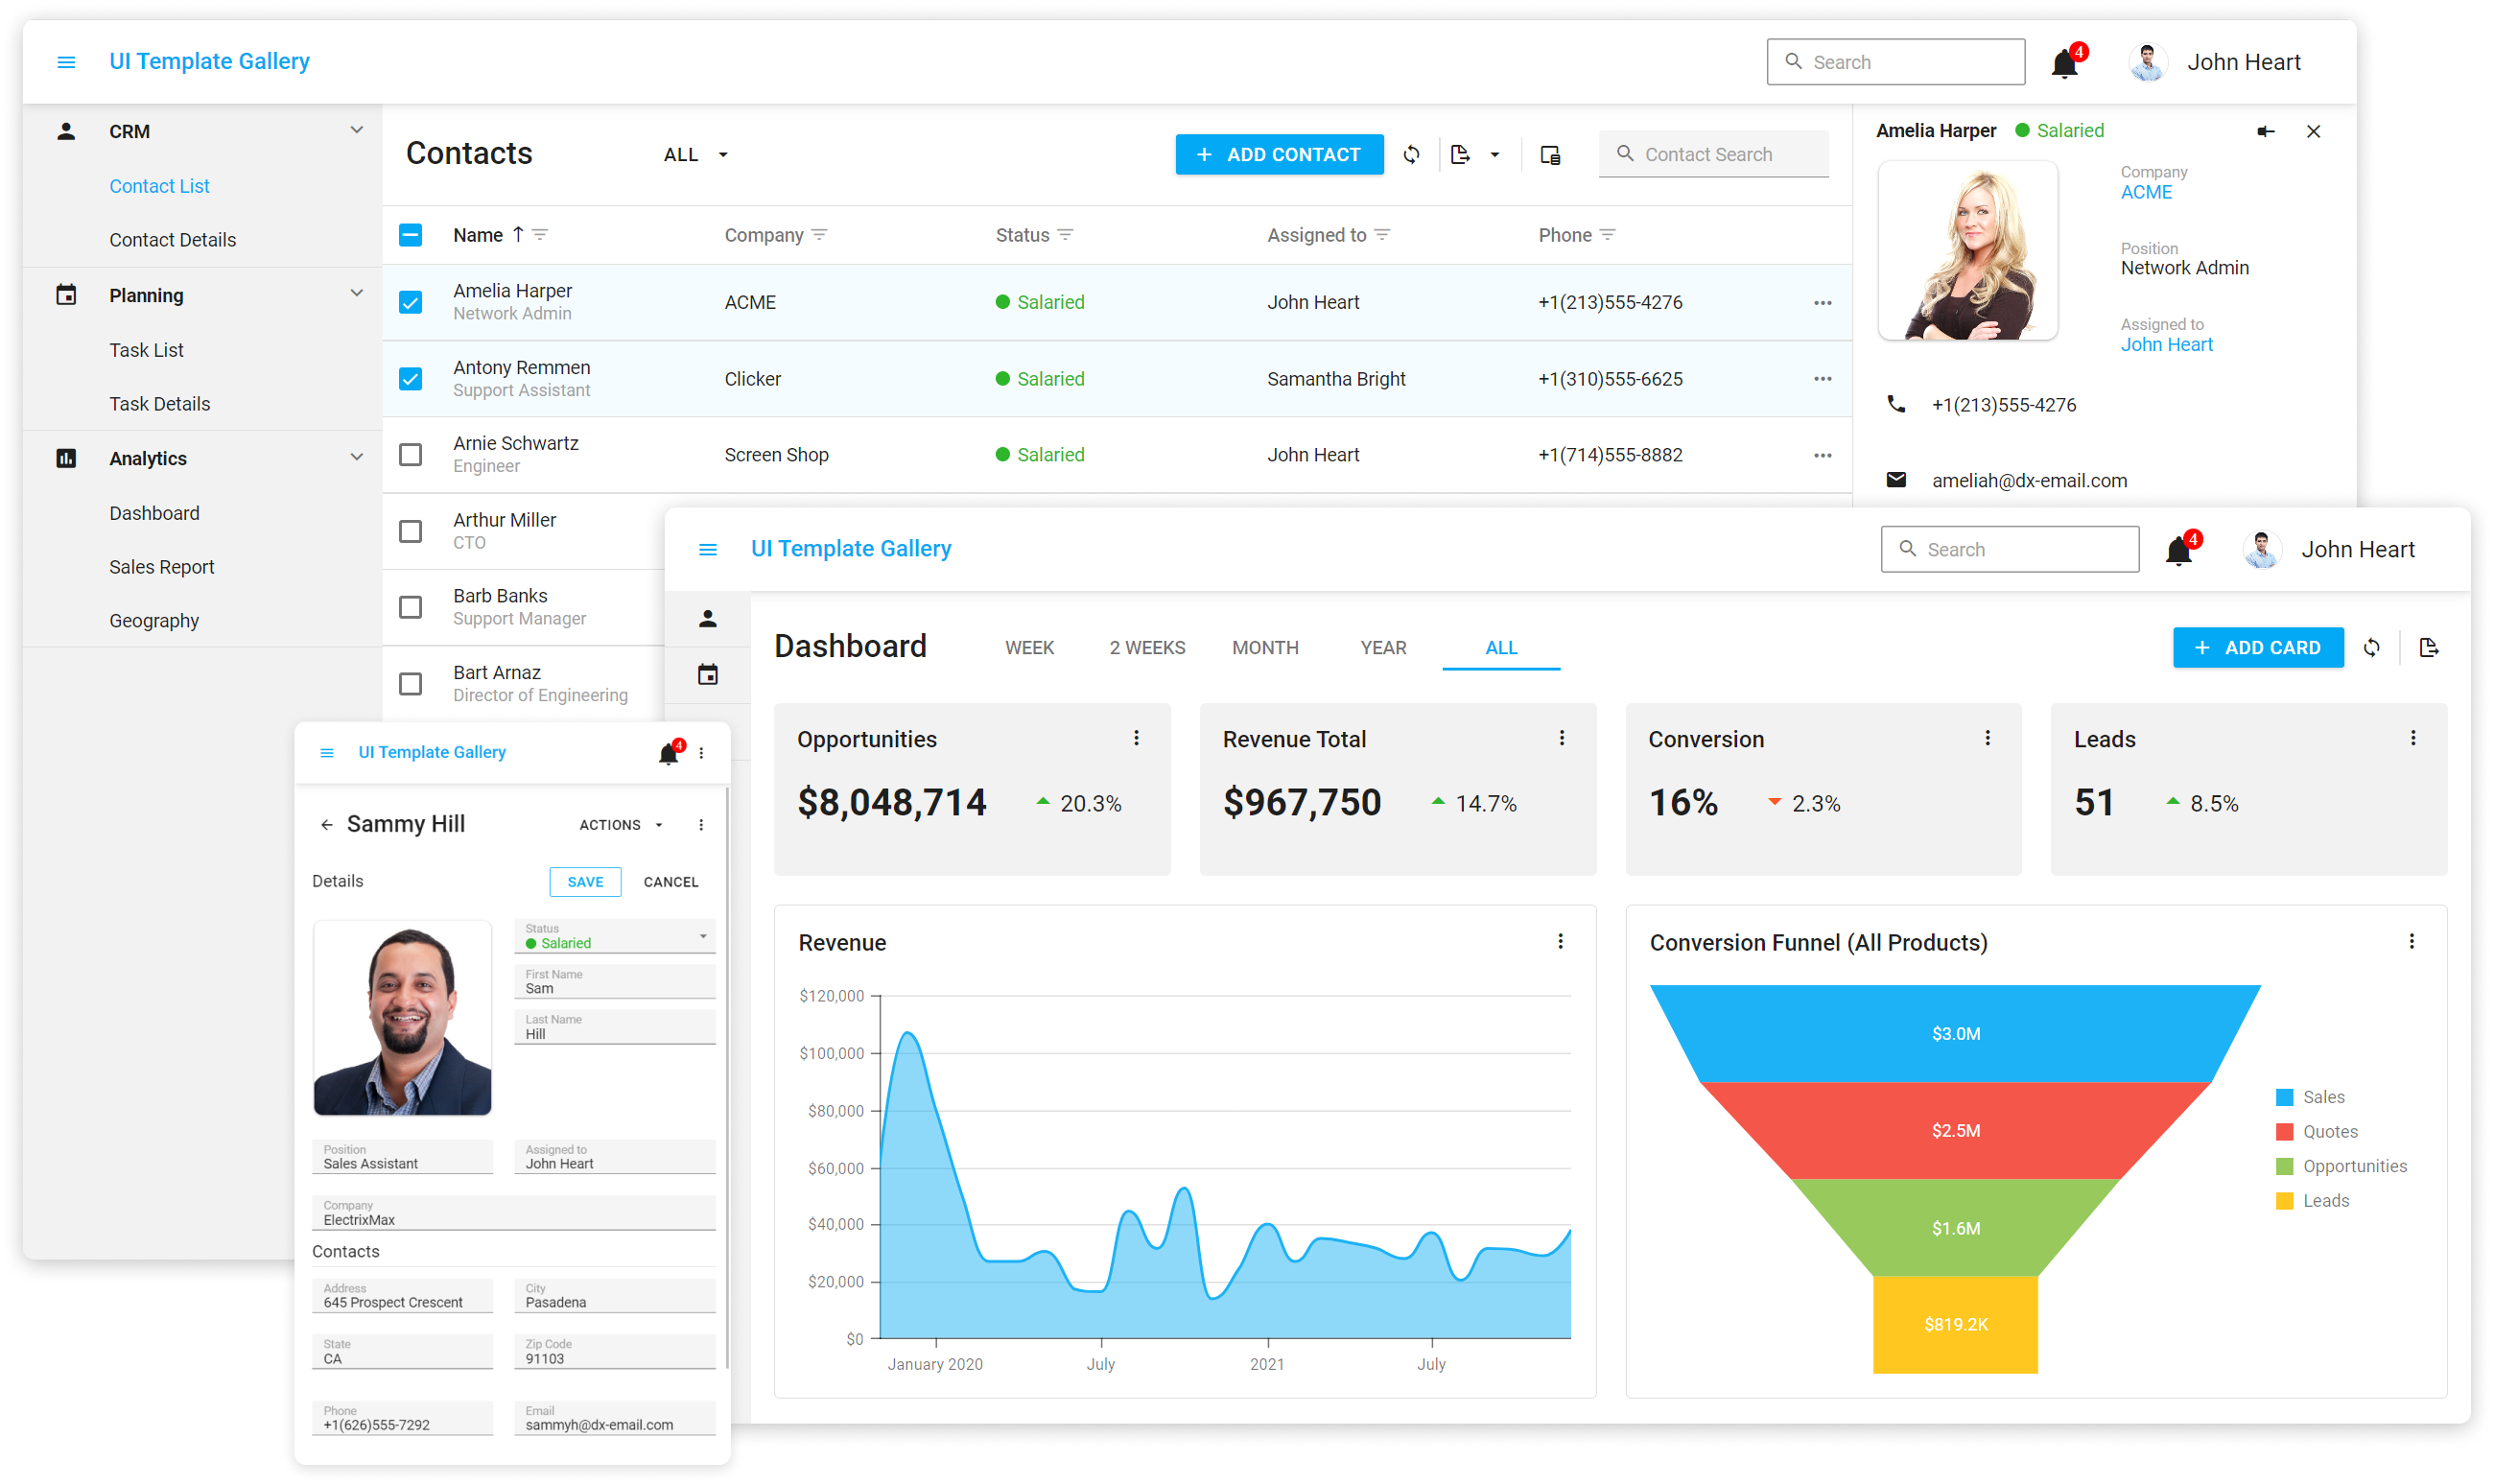 UI Template Gallery
Search
4
John Heart
CRM
Contact List
Contact Details
Planning
Task List
Task Details
Analytics
Dashboard
Sales Report
Geography
Contacts
ALL
ADD CONTACT
Contact Search
Name Company Status Assigned to Phone
Amelia Harper
Network Admin
ACME Salaried John Heart +1(213)555-4276
Antony Remmen
Support Assistant
Clicker Salaried Samantha Bright +1(310)555-6625
Arnie Schwartz
Engineer
Screen Shop Salaried John Heart +1(714)555-8882
Arthur Miller
CTO
Barb Banks
Support Manager
Bart Arnaz
Director of Engineering
Amelia Harper Salaried
Company
ACME
Position
Network Admin
Assigned to
John Heart
+1(213)555-4276
ameliah@dx-email.com
UI Template Gallery
Search
4
John Heart
Dashboard
WEEK 2 WEEKS MONTH YEAR ALL
ADD CARD
Opportunities
$8,048,714 20.3%
Revenue Total
$967,750 14.7%
Conversion
16% 2.3%
Leads
51 8.5%
Revenue
$120,000
$100,000
$80,000
$60,000
$40,000
$20,000
$0
January 2020 July 2021 July
Conversion Funnel (All Products)
$3.0M
$2.5M
$1.6M
$819.2K
Sales
Quotes
Opportunities
Leads
UI Template Gallery
4
Sammy Hill
ACTIONS
Details
SAVE
CANCEL
Status
Salaried
First Name
Sam
Last Name
Hill
Position
Sales Assistant
Assigned to
John Heart
Company
ElectrixMax
Contacts
Address
645 Prospect Crescent
City
Pasadena
State
CA
Zip Code
91103
Phone
+1(626)555-7292
Email
sammyh@dx-email.com